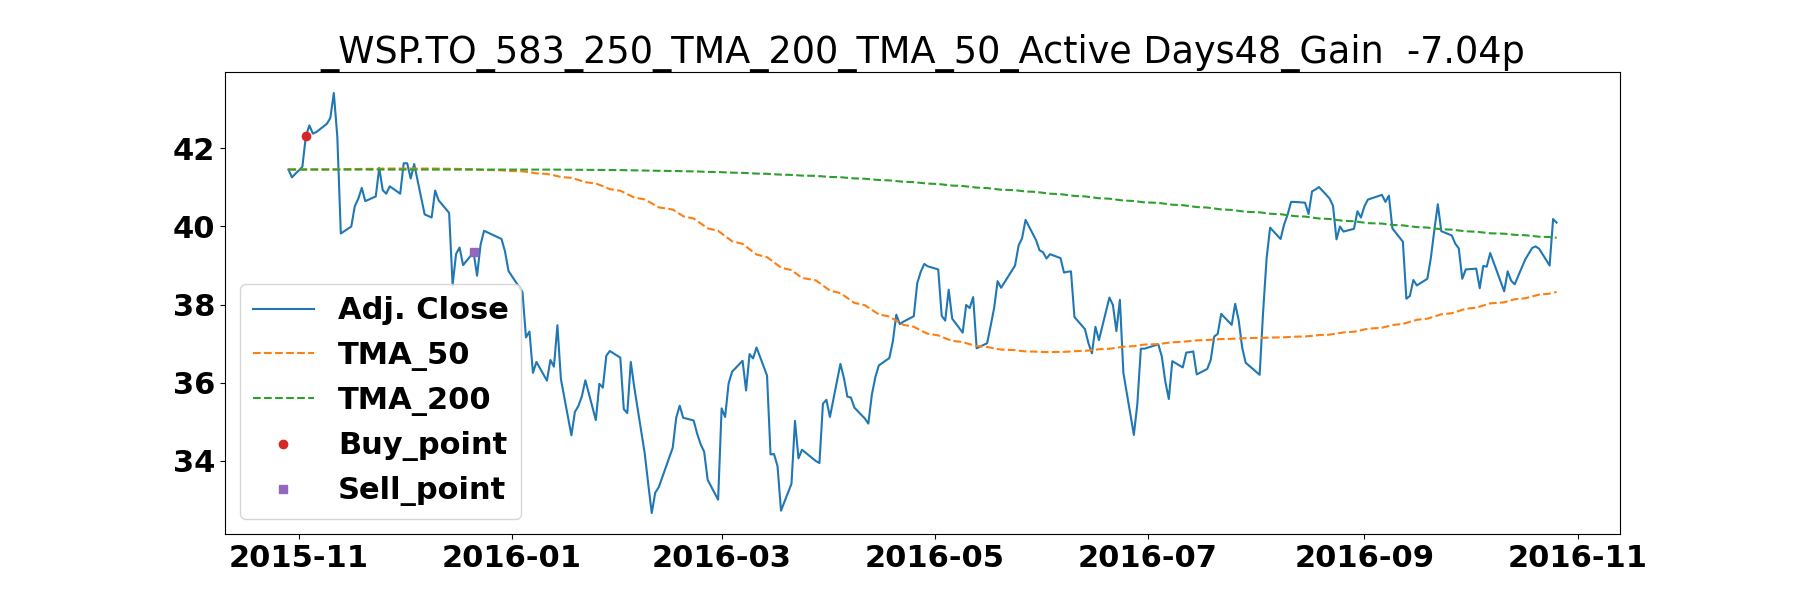 _WSP.TO_583_250_TMA_200_TMA_50_Active Days48_Gain  -7.04p
42
40
38
36
34
Adj. Close
TMA_50
TMA_200
Buy_point
Sell_point
2015-11 2016-01 2016-03 2016-05 2016-07 2016-09 2016-11